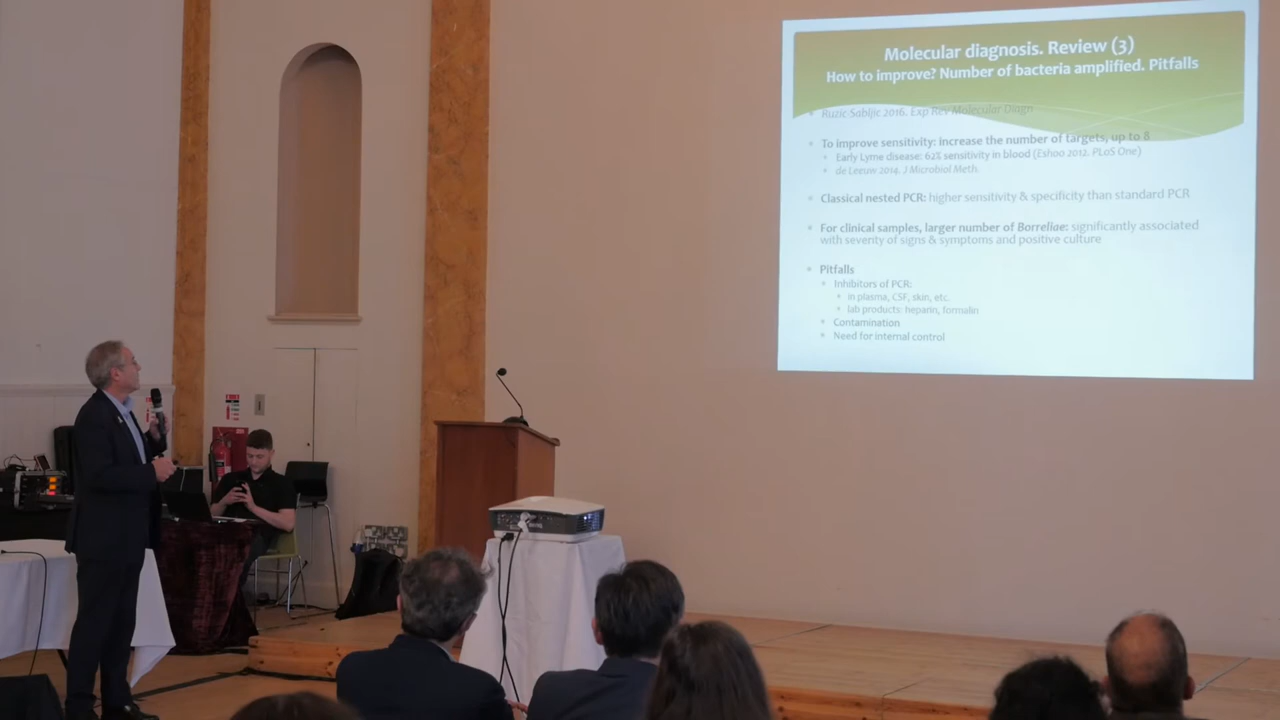 Molecular diagnosis. Review (3)
How to improve? Number of bacteria amplified. Pitfalls
Ruzic-Sabljic 2016. Exp Rev Molecular Diagn
To improve sensitivity: increase the number of targets, up to 8
Early Lyme disease: 62% sensitivity in blood (Eshoo 2012. PLoS One)
de Leeuw 2014. J Microbiol Meth
Classical nested PCR: higher sensitivity & specificity than standard PCR
For clinical samples, larger number of Borreliae: significantly associated
with severity of signs & symptoms and positive culture
Pitfalls
Inhibitors of PCR:
in plasma, CSF, skin, etc.
lab products: heparin, formalin
Contamination
Need for internal control